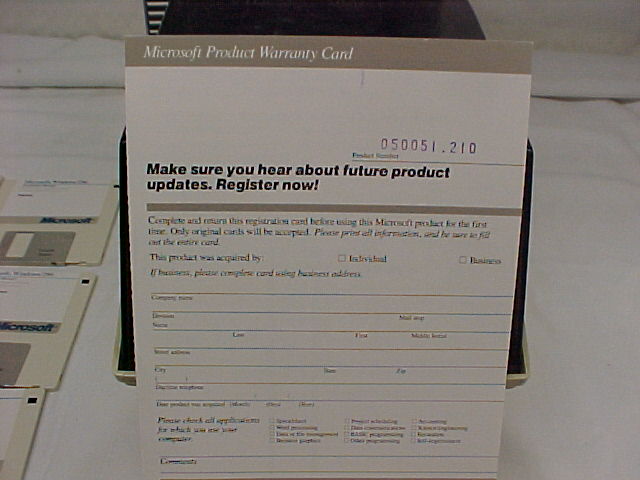 Microsoft Product Warranty Card
050051.210
Product Number
Make sure you hear about future product
updates. Register now!
Complete and return this registration card before using this Microsoft product for the first
time. Only original cards will be accepted. Please print all information, and be sure to fill
out the entire card.
This product was acquired by: Individual Business
If business, please complete card using business address.
Company name
Division Mail stop
Name
Last First Middle Initial
Street address
City State Zip
Daytime telephone
Date product was acquired (Month) (Day) (Year)
Please check all applications
for which you use your
computer.
Spreadsheet Project scheduling Accounting
Word processing Data communications Science/engineering
Data or file management BASIC programming Recreation
Business graphics Other programming Self-improvement
Comments
Microsoft Windows
Microsoft
Microsoft Windows
Microsoft